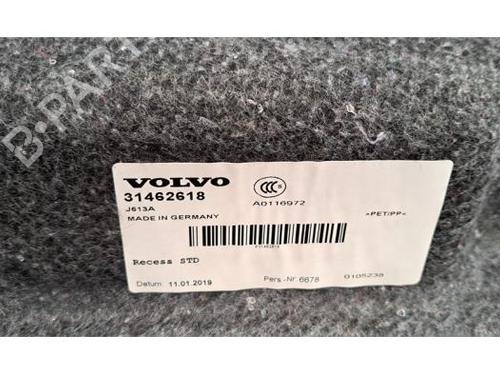 B-PARTS
VOLVO
31462618
J613A
MADE IN GERMANY
CCC
A0116972
>PET/PP<
Recess STD
Datum: 11.01.2019
Pers.-Nr.:6678
0105238